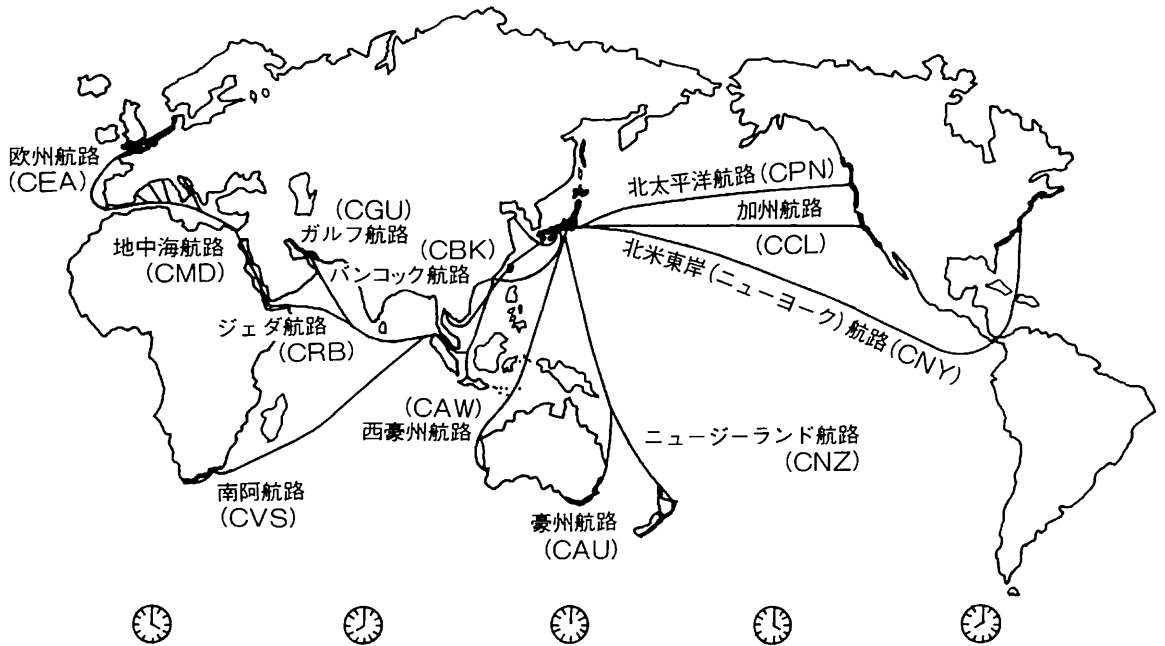 欧州航路
(CEA)
地中海航路
(CMD)
(CGU)
ガルフ航路
(CBK)
バンコック航路
ジェダ航路
(CRB)
北太平洋航路(CPN)
加州航路
(CCL)
北米東岸(ニューヨーク)航路(CNY)
(CAW)
西豪州航路
ニュージーランド航路
(CNZ)
南阿航路
(CVS)
豪州航路
(CAU)